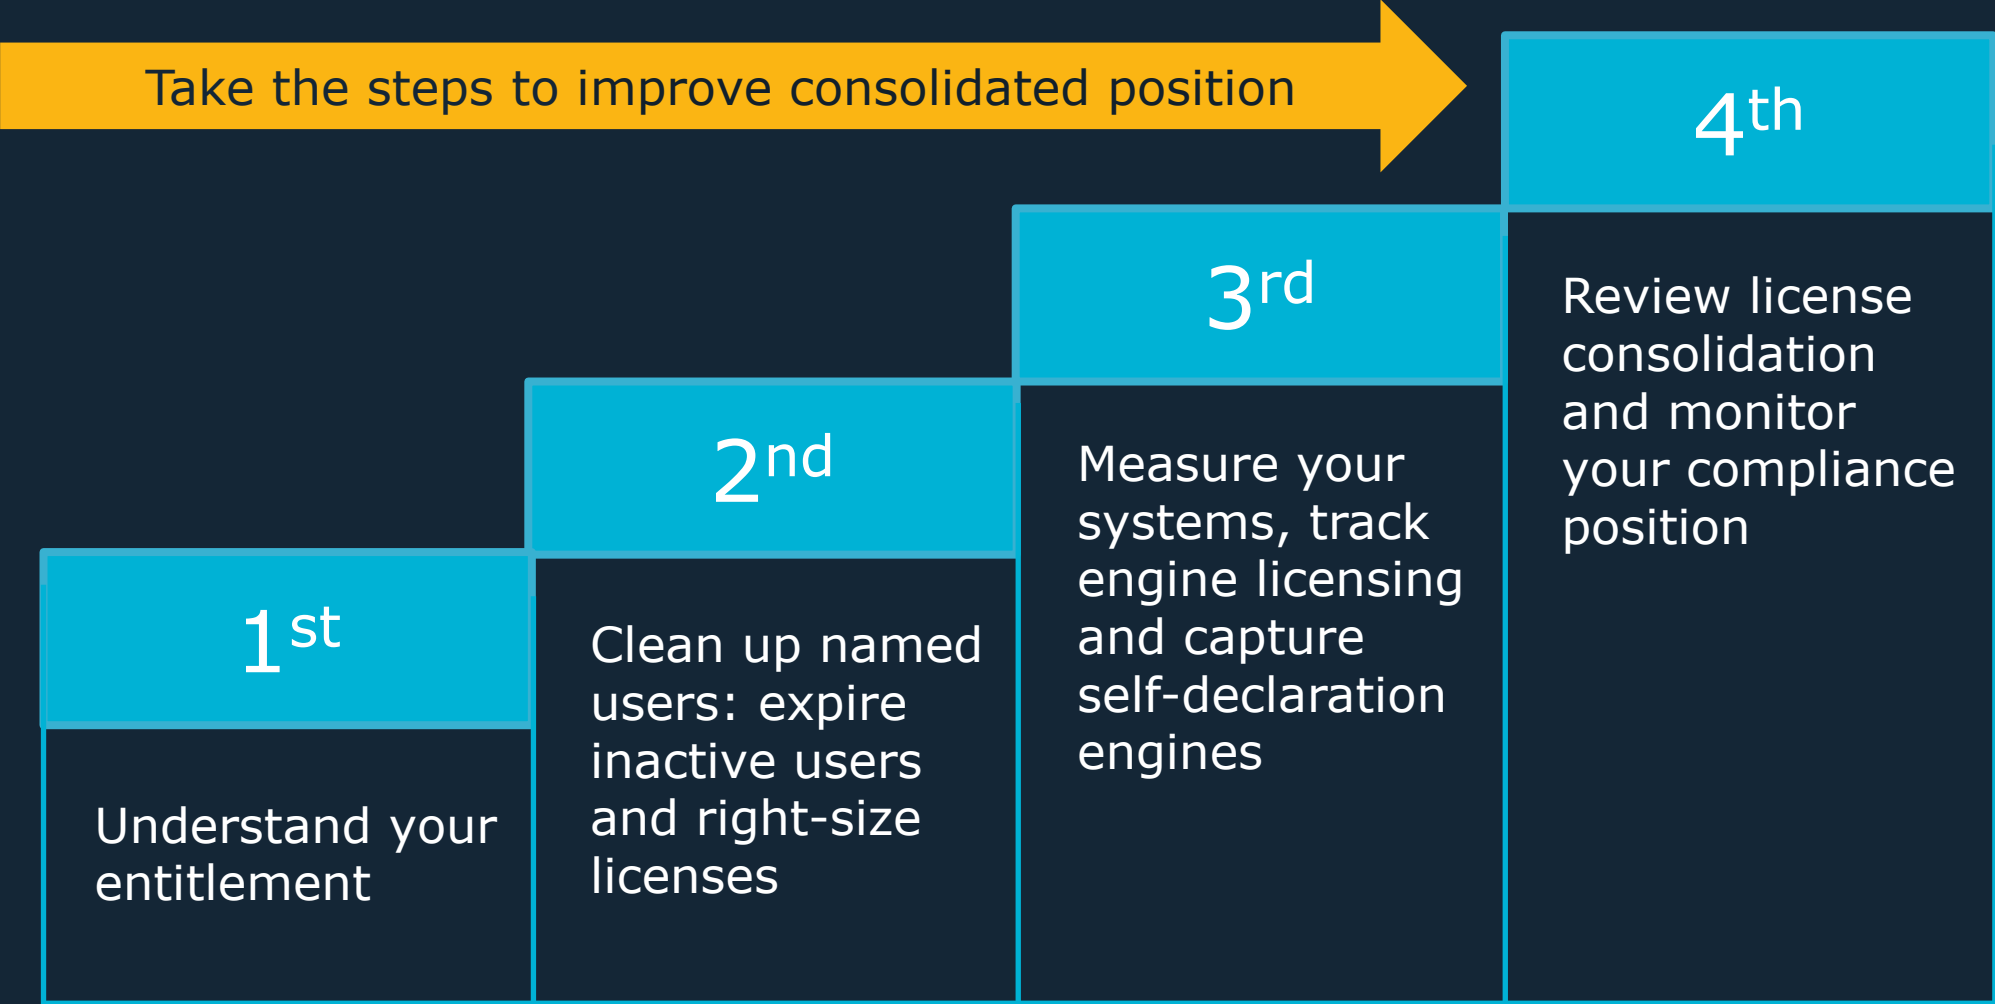 Take the steps to improve consolidated position
1st
Understand your
entitlement
2nd
Clean up named
users: expire
inactive users
and right-size
licenses
3rd
Measure your
systems, track
engine licensing
and capture
self-declaration
engines
4th
Review license
consolidation
and monitor
your compliance
position